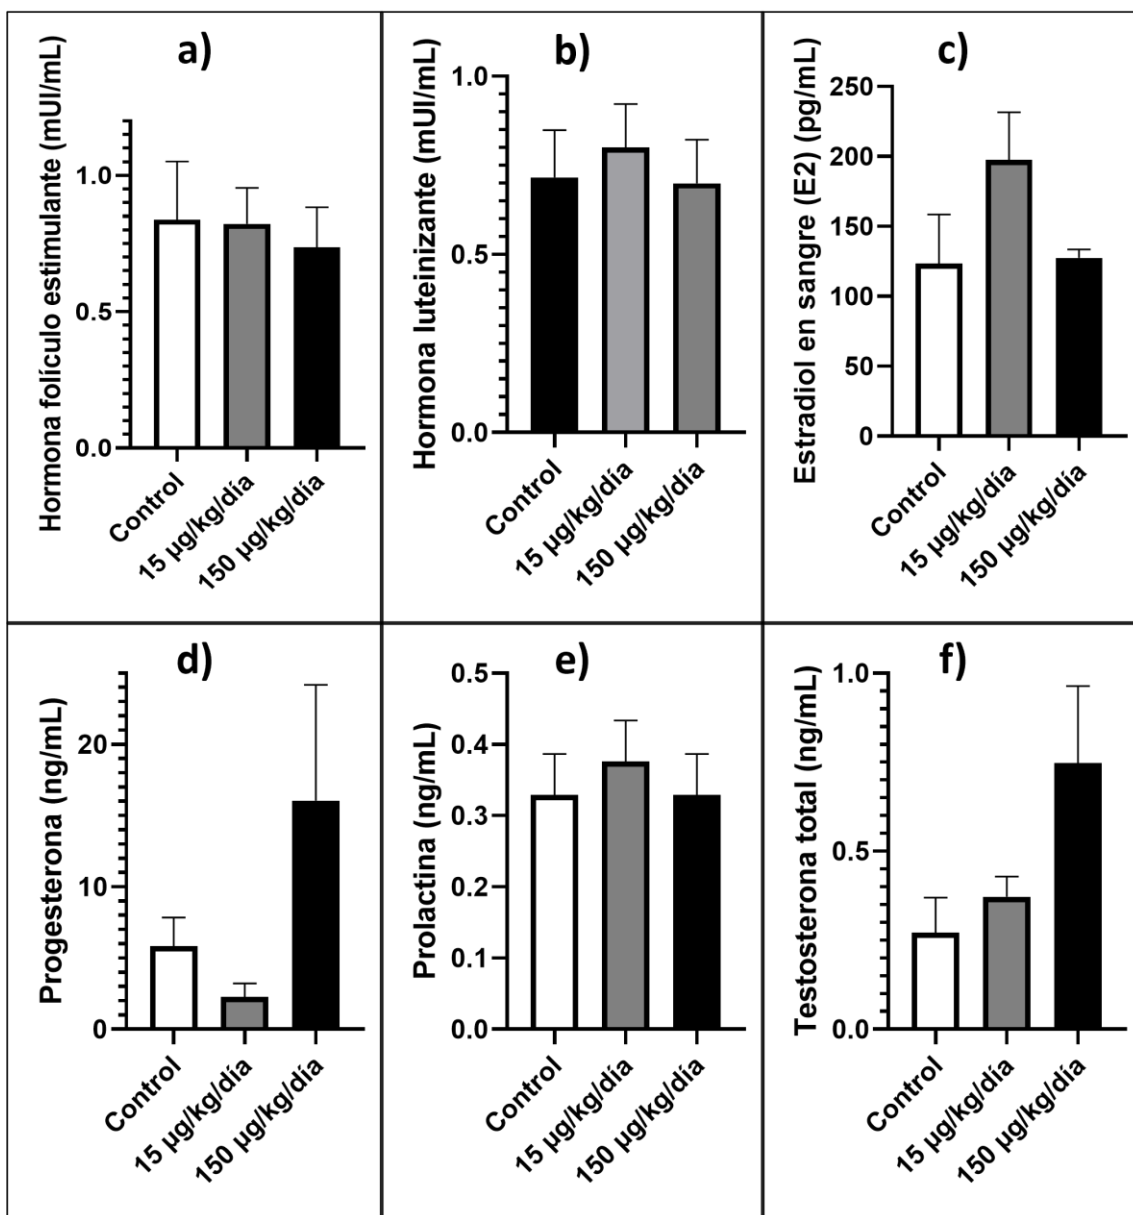 a)
Hormona folículo estimulante (mUI/mL)
1.0
0.5
0.0
Control
15 µg/kg/día
150 µg/kg/día
b)
Hormona luteinizante (mUI/mL)
1.0
0.5
0.0
Control
15 µg/kg/día
150 µg/kg/día
c)
Estradiol en sangre (E2) (pg/mL)
250
200
150
100
50
0
Control
15 µg/kg/día
150 µg/kg/día
d)
Progesterona (ng/mL)
20
10
0
Control
15 µg/kg/día
150 µg/kg/día
e)
Prolactina (ng/mL)
0.5
0.4
0.3
0.2
0.1
0.0
Control
15 µg/kg/día
150 µg/kg/día
f)
Testosterona total (ng/mL)
1.0
0.5
0.0
Control
15 µg/kg/día
150 µg/kg/día